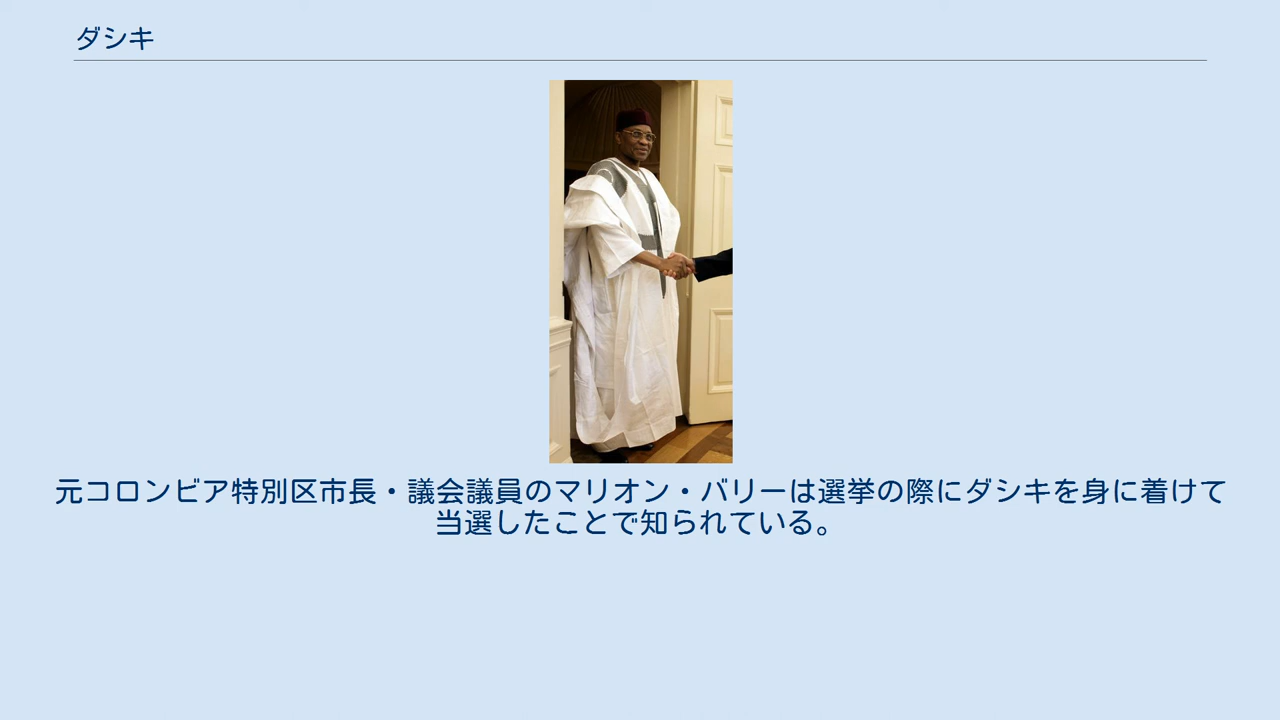 ダシキ
元コロンビア特別区市長・議会議員のマリオン・バリーは選挙の際にダシキを身に着けて
当選したことで知られている。